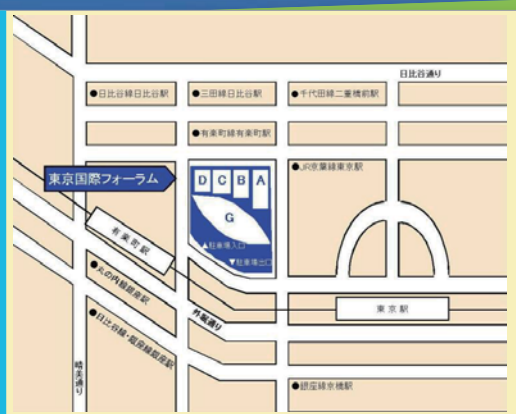 日比谷通り
●日比谷線日比谷駅
●三田線日比谷駅
●千代田線二重橋前駅
●有楽町線有楽町駅
●JR京葉線東京駅
東京国際フォーラム
D C B A
G
▲駐車場入口
▼駐車場出口
有楽町駅
●丸の内線銀座駅
外堀通り
東京駅
●日比谷線・銀座線銀座駅
晴美通り
●銀座線京橋駅